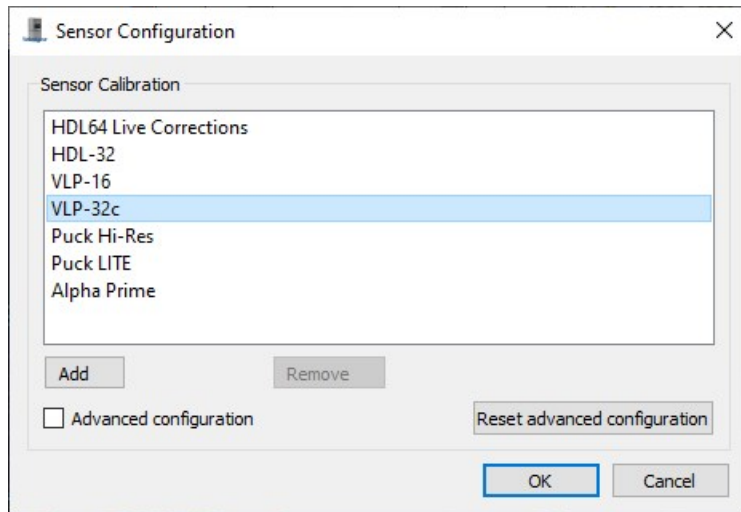 Sensor Configuration
Sensor Calibration
HDL64 Live Corrections
HDL-32
VLP-16
VLP-32c
Puck Hi-Res
Puck LITE
Alpha Prime
Add
Remove
Advanced configuration
Reset advanced configuration
OK
Cancel